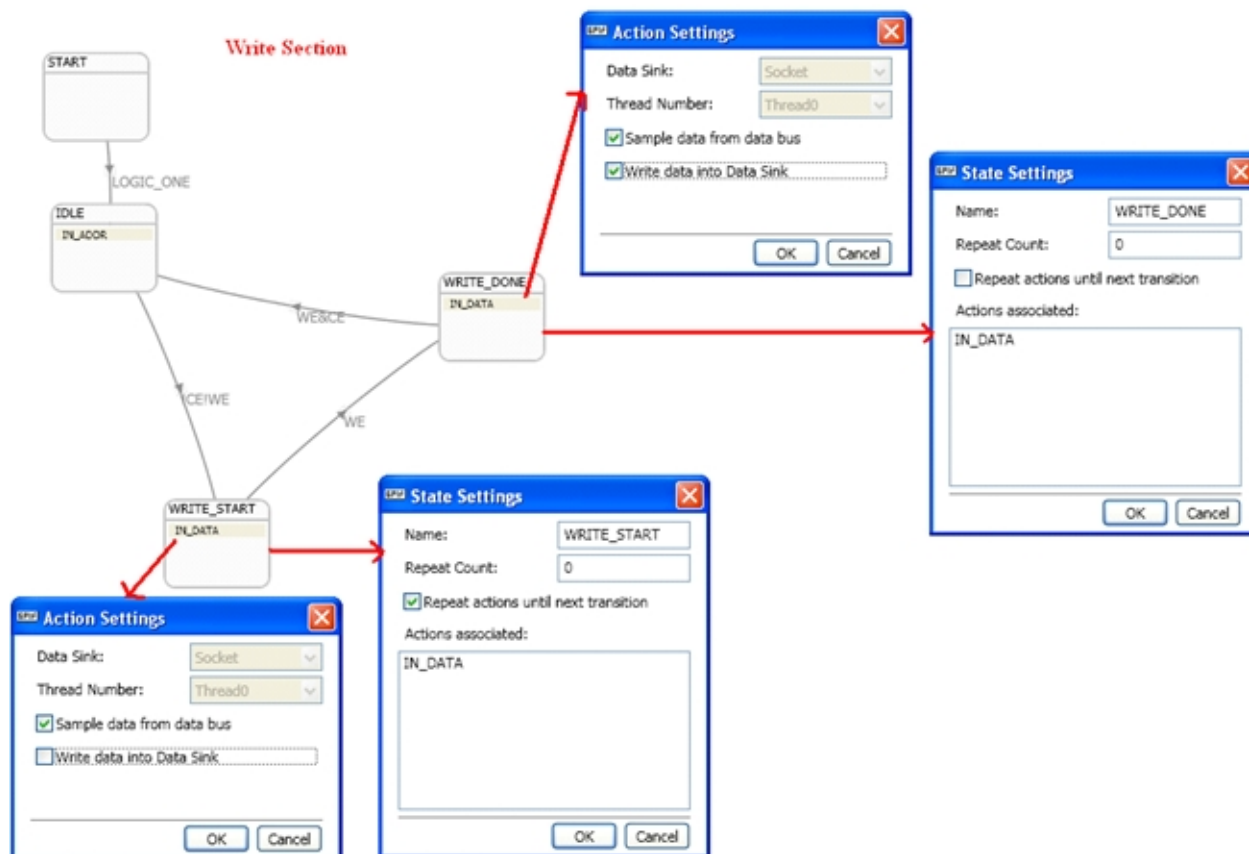 Write Section
START
LOGIC_ONE
IDLE
IN_ADDR
WRITE_DONE
IN_DATA
WE&CE
CE!WE
WE
WRITE_START
IN_DATA
Action Settings
Data Sink: Socket
Thread Number: Thread0
Sample data from data bus
Write data into Data Sink
OK Cancel
State Settings
Name: WRITE_DONE
Repeat Count: 0
Repeat actions until next transition
Actions associated:
IN_DATA
OK Cancel
State Settings
Name: WRITE_START
Repeat Count: 0
Repeat actions until next transition
Actions associated:
IN_DATA
OK Cancel
Action Settings
Data Sink: Socket
Thread Number: Thread0
Sample data from data bus
Write data into Data Sink
OK Cancel